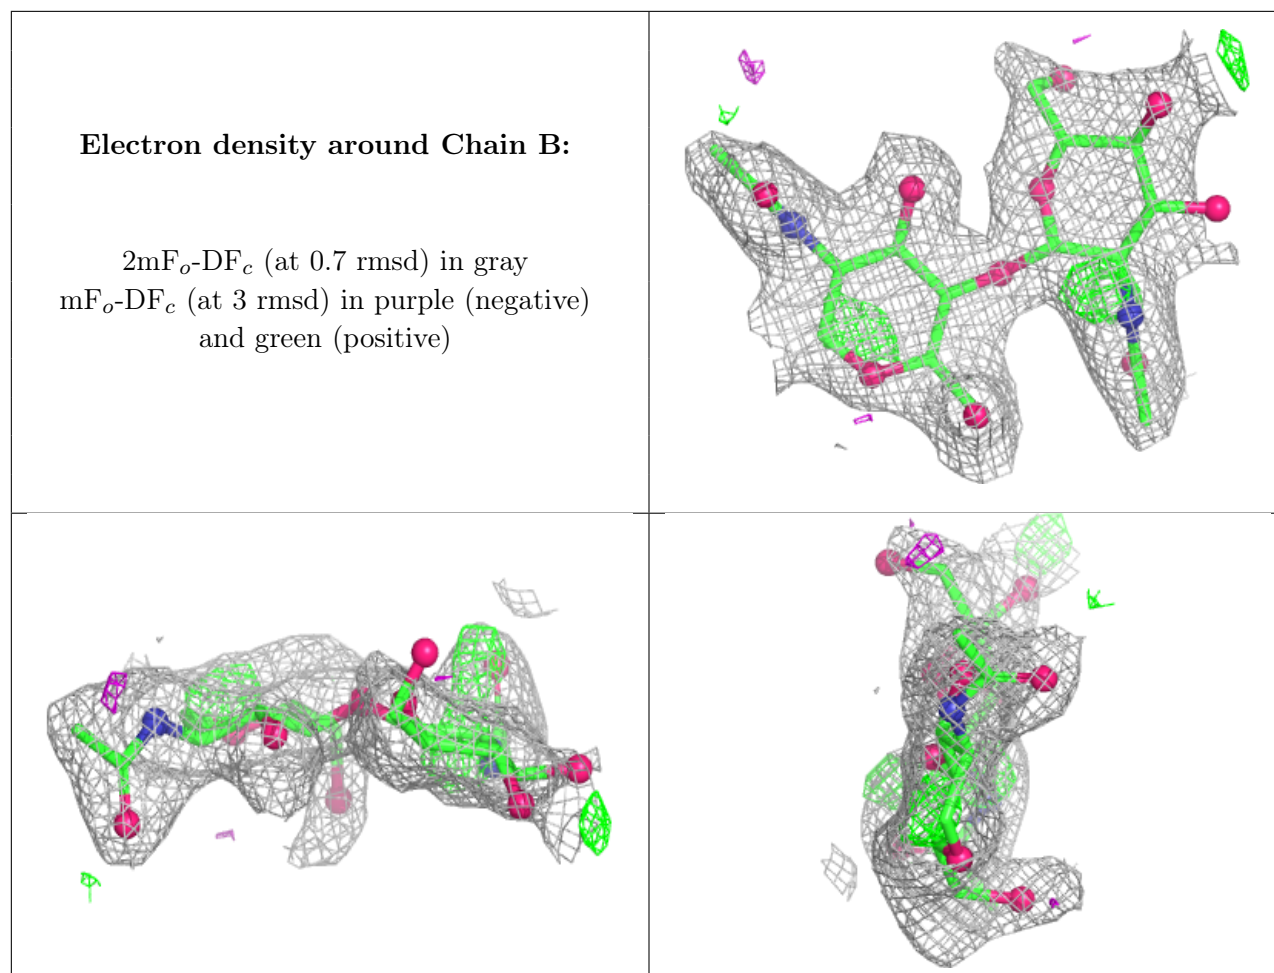 Electron density around Chain B:
2mFo-DFc (at 0.7 rmsd) in gray
mFo-DFc (at 3 rmsd) in purple (negative)
and green (positive)